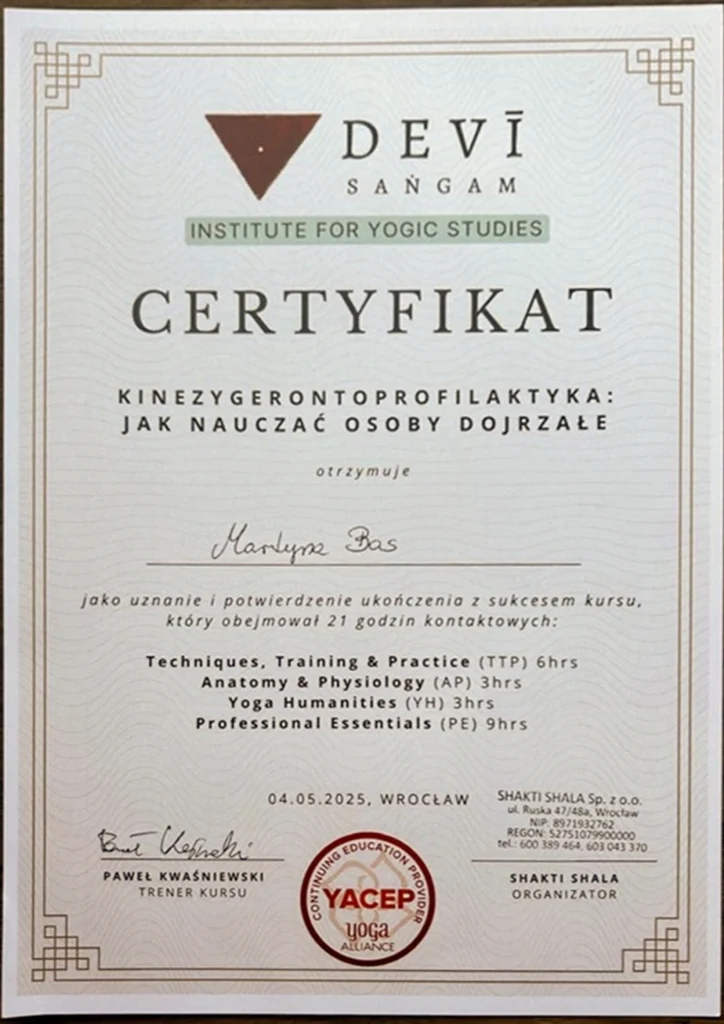 DEVĪ
SAṄGAM
INSTITUTE FOR YOGIC STUDIES
CERTYFIKAT
KINEZYGERONTOPROFILAKTYKA:
JAK NAUCZAĆ OSOBY DOJRZAŁE
otrzymuje
Martyna Bas
jako uznanie i potwierdzenie ukończenia z sukcesem kursu,
który obejmował 21 godzin kontaktowych:
Techniques, Training & Practice (TTP) 6hrs
Anatomy & Physiology (AP) 3hrs
Yoga Humanities (YH) 3hrs
Professional Essentials (PE) 9hrs
04.05.2025, WROCŁAW
SHAKTI SHALA Sp. z o.o.
ul. Ruska 47/48a, Wrocław
NIP: 8971932762
REGON: 52751079900000
tel.: 600 389 464, 603 043 370
PAWEŁ KWAŚNIEWSKI
TRENER KURSU
CONTINUING EDUCATION PROVIDER
YACEP
yoga
ALLIANCE
SHAKTI SHALA
ORGANIZATOR